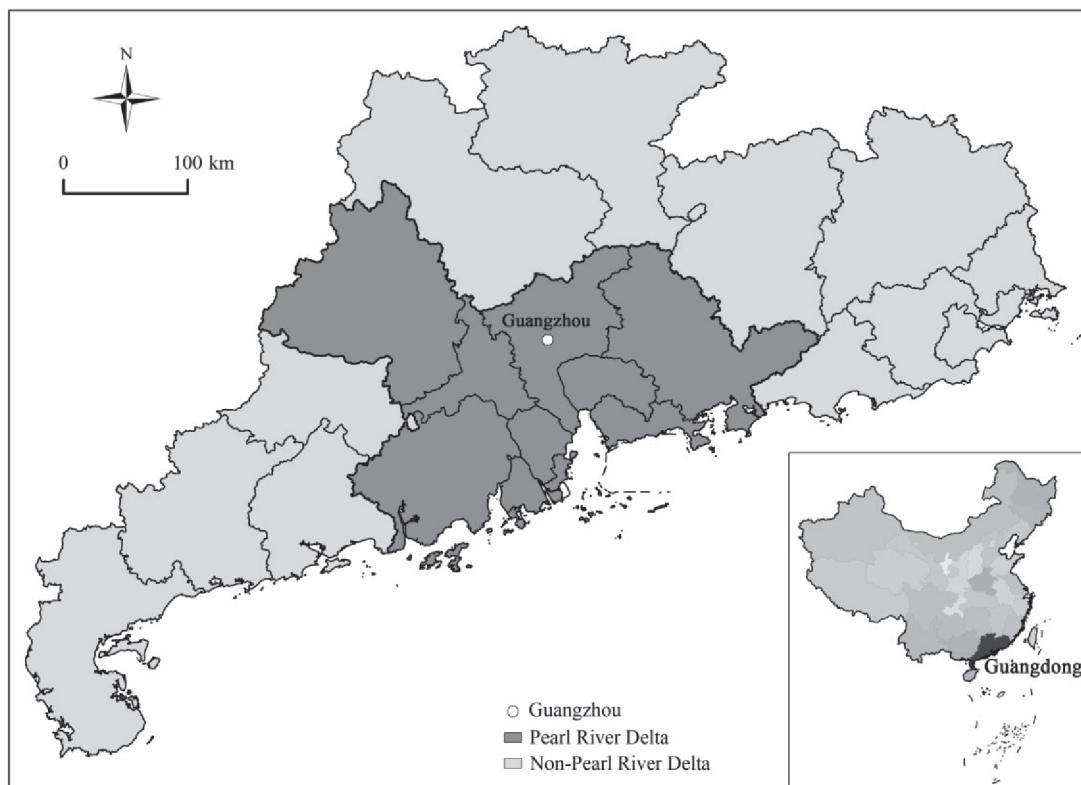 N
0 100 km
Guangzhou
Guangdong
Guangzhou
Pearl River Delta
Non-Pearl River Delta